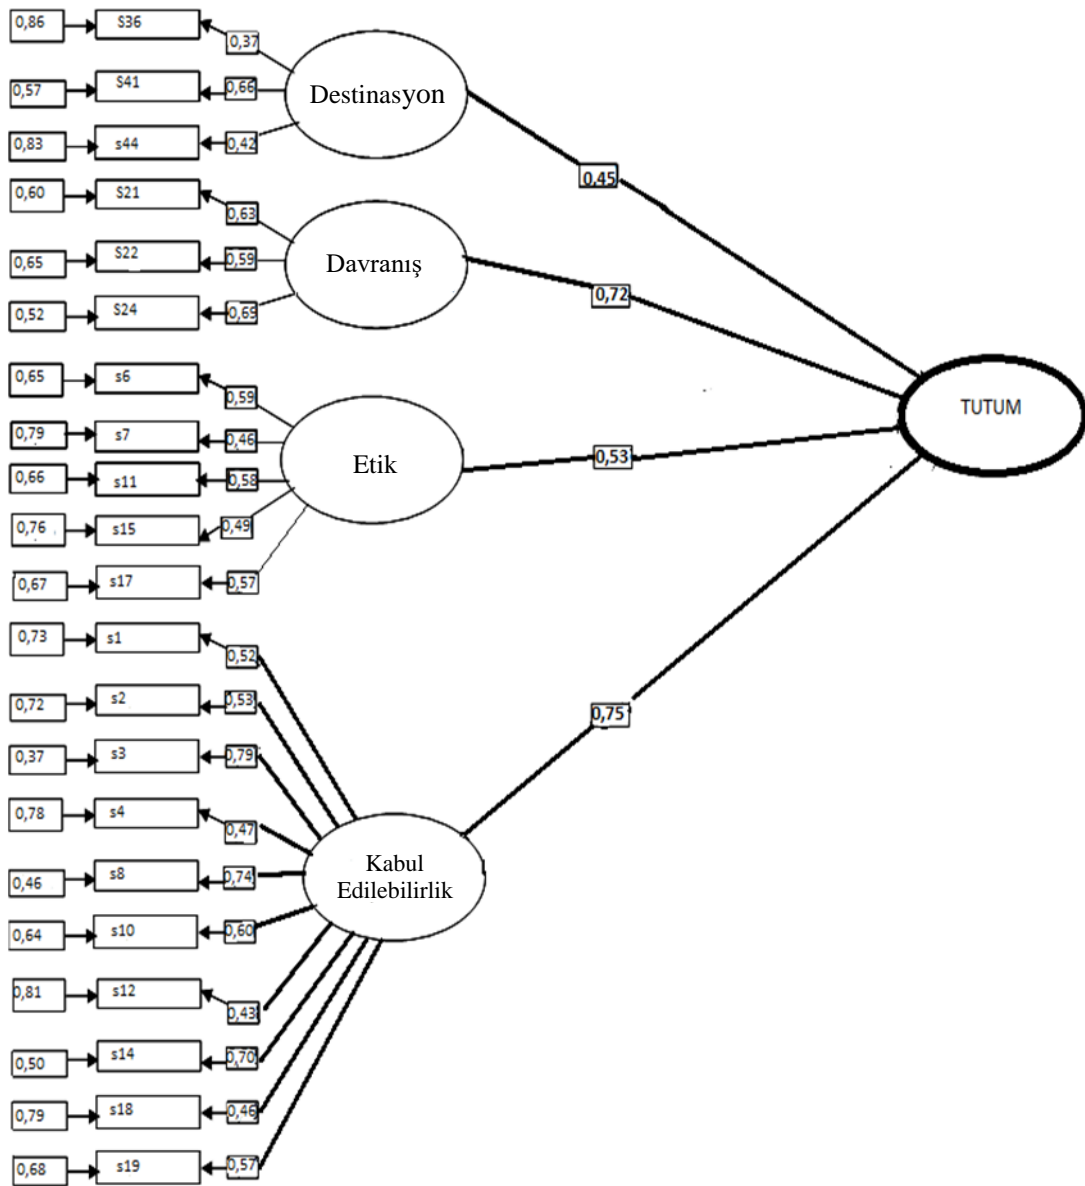 0,86 S36 0,37
0,57 S41 0,66
0,83 s44 0,42
Destinasyon
0,45
0,60 S21 0,63
0,65 S22 0,59
0,52 S24 0,69
Davranış
0,72
0,65 s6 0,59
0,79 s7 0,46
0,66 s11 0,58
0,76 s15 0,49
0,67 s17 0,57
Etik
0,53
TUTUM
0,73 s1 0,52
0,72 s2 0,53
0,37 s3 0,79
0,78 s4 0,47
0,46 s8 0,74
0,64 s10 0,60
0,81 s12 0,43
0,50 s14 0,70
0,79 s18 0,46
0,68 s19 0,57
Kabul
Edilebilirlik
0,75